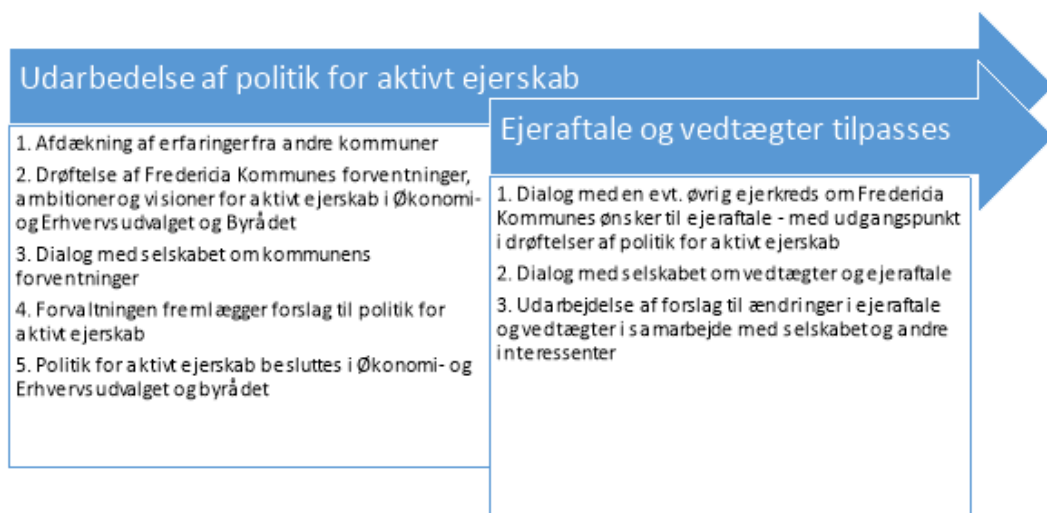 Udarbedelse af politik for aktivt ejerskab
1. Afdækning af erfaringer fra andre kommuner
2. Drøftelse af Fredericia Kommunes forventninger,
ambitioner og visioner for aktivt ejerskab i Økonomi-
og Erhvervsudvalget og Byrådet
3. Dialog med selskabet om kommunens
forventninger
4. Forvaltningen fremlægger forslag til politik for
aktivt ejerskab
5. Politik for aktivt ejerskab besluttes i Økonomi- og
Erhvervsudvalget og byrådet
Ejeraftale og vedtægter tilpasses
1. Dialog med en evt. øvrig ejerkreds om Fredericia
Kommunes ønsker til ejeraftale - med udgangspunkt
i drøftelser af politik for aktivt ejerskab
2. Dialog med selskabet om vedtægter og ejeraftale
3. Udarbejdelse af forslag til ændringer i ejeraftale
og vedtægter i samarbejde med selskabet og andre
interessenter